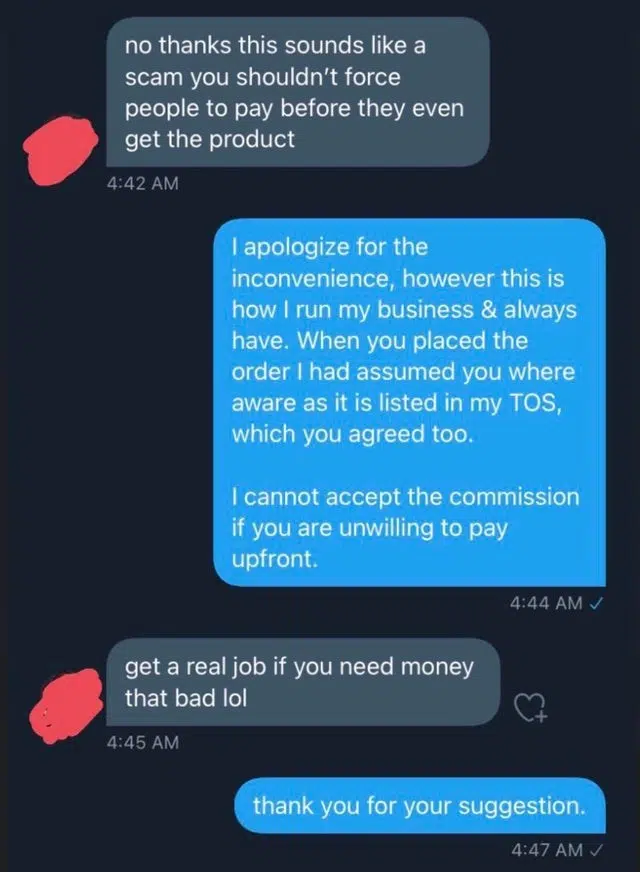 no thanks this sounds like a
scam you shouldn’t force
people to pay before they even
get the product
4:42 AM
I apologize for the
inconvenience, however this is
how I run my business & always
have. When you placed the
order I had assumed you where
aware as it is listed in my TOS,
which you agreed too.
I cannot accept the commission
if you are unwilling to pay
upfront.
4:44 AM
get a real job if you need money
that bad lol
4:45 AM
thank you for your suggestion.
4:47 AM